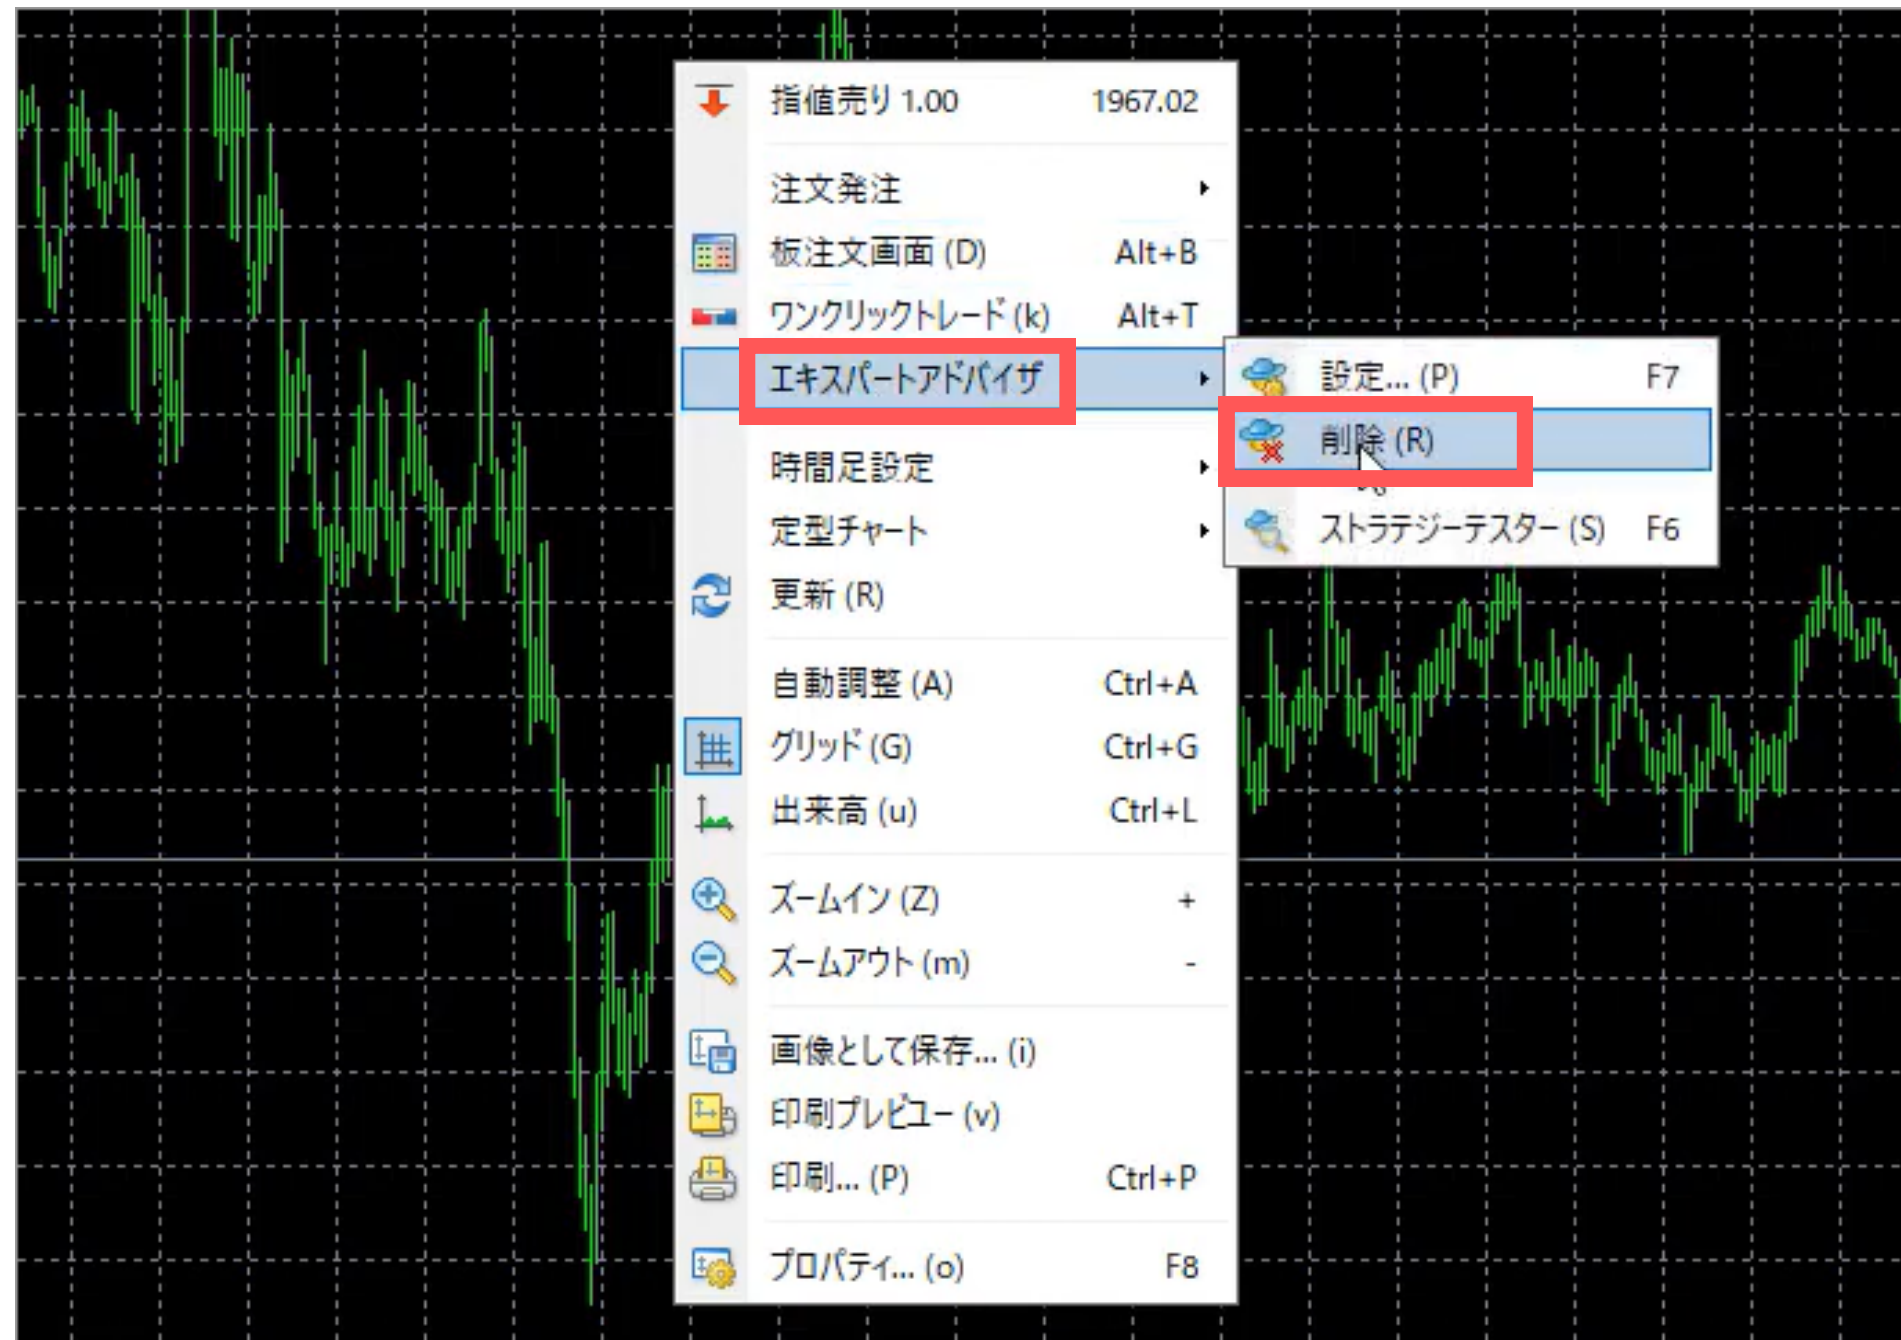 指値売り 1.00 1967.02
注文発注
板注文画面 (D) Alt+B
ワンクリックトレード (k) Alt+T
エキスパートアドバイザ
設定... (P) F7
削除 (R)
ストラテジーテスター (S) F6
時間足設定
定型チャート
更新 (R)
自動調整 (A) Ctrl+A
グリッド (G) Ctrl+G
出来高 (u) Ctrl+L
ズームイン (Z) +
ズームアウト (m) -
画像として保存... (i)
印刷プレビュー (v)
印刷... (P) Ctrl+P
プロパティ... (o) F8